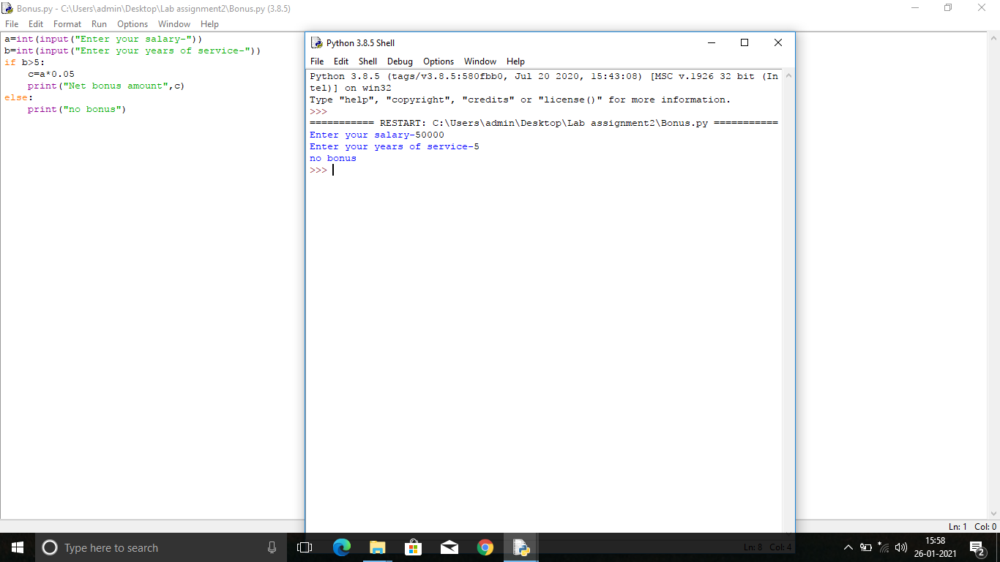 Bonus.py - C:\Users\admin\Desktop\Lab assignment2\Bonus.py (3.8.5)
File Edit Format Run Options Window Help
a=int(input("Enter your salary-"))
b=int(input("Enter your years of service-"))
if b>5:
    c=a*0.05
    print("Net bonus amount",c)
else:
    print("no bonus")
Python 3.8.5 Shell
File Edit Shell Debug Options Window Help
Python 3.8.5 (tags/v3.8.5:580fbb0, Jul 20 2020, 15:43:08) [MSC v.1926 32 bit (In
tel)] on win32
Type "help", "copyright", "credits" or "license()" for more information.
>>>
=========== RESTART: C:\Users\admin\Desktop\Lab assignment2\Bonus.py ===========
Enter your salary-50000
Enter your years of service-5
no bonus
>>>
Ln: 1 Col: 0
Ln: 8 Col: 4
Type here to search
15:58
26-01-2021
2